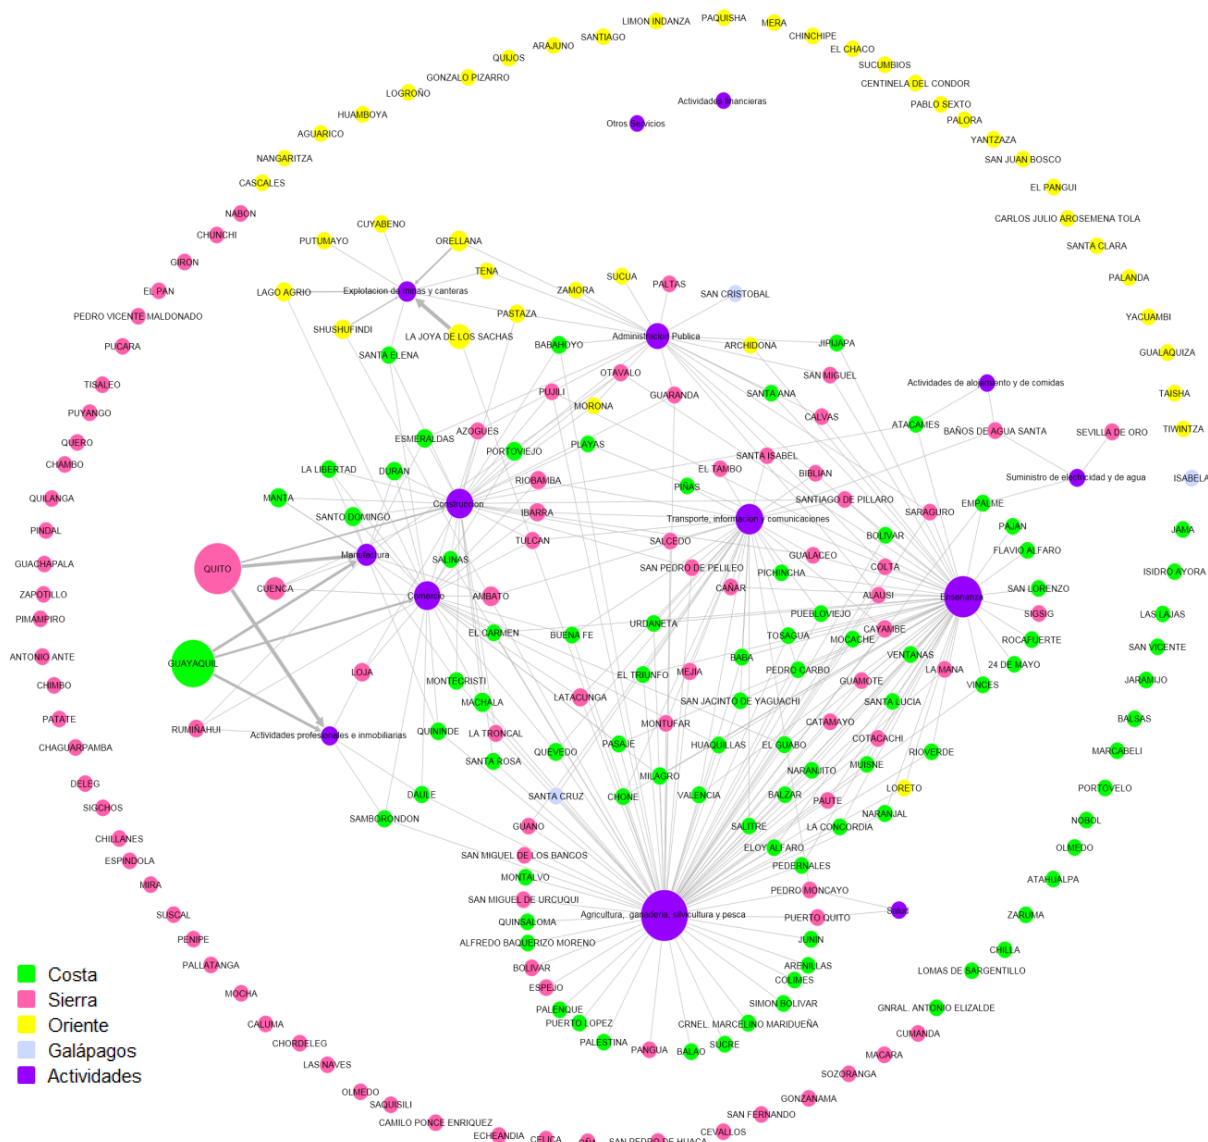 LIMON INDANZA
PAQUISHA
MERA
SANTIAGO
CHINCHIPE
ARAJUNO
EL CHACO
QUIJOS
SUCUMBIOS
GONZALO PIZARRO
CENTINELA DEL CONDOR
LOGROÑO
Actividades financieras
PABLO SEXTO
HUAMBOYA
PALORA
Otros Servicios
AGUARICO
YANTZAZA
NANGARITZA
SAN JUAN BOSCO
CASCALES
EL PANGUI
NABON
CARLOS JULIO AROSEMENA TOLA
CUYABENO
CHUNCHI
PUTUMAYO
ORELLANA
SANTA CLARA
GIRON
TENA
SUCUA
PALANDA
EL PAN
LAGO AGRIO
Explotacion de minas y canteras
ZAMORA
PALTAS
SAN CRISTOBAL
PEDRO VICENTE MALDONADO
PASTAZA
YACUAMBI
SHUSHUFINDI
LA JOYA DE LOS SACHAS
BABAHOYO
Administracion Publica
PUCARA
ARCHIDONA
JIPIJAPA
GUALAQUIZA
SANTA ELENA
OTAVALO
SAN MIGUEL
TISALEO
PUJILI
Actividades de alojamiento y de comidas
SANTA ANA
GUARANDA
TAISHA
PUYANGO
MORONA
CALVAS
ATACAMES
TIWINTZA
AZOGUES
BAÑOS DE AGUA SANTA
SEVILLA DE ORO
QUERO
ESMERALDAS
PLAYAS
PORTOVIEJO
SANTA ISABEL
CHAMBO
LA LIBERTAD
DURAN
EL TAMBO
BIBLIAN
Suministro de electricidad y de agua
ISABELA
RIOBAMBA
PIÑAS
QUILANGA
MANTA
SANTIAGO DE PILLARO
EMPALME
Construccion
SANTO DOMINGO
IBARRA
SARAGURO
Transporte, informacion y comunicaciones
PINDAL
PAJAN
JAMA
TULCAN
SALCEDO
BOLIVAR
Manufactura
SALINAS
GUALACEO
FLAVIO ALFARO
GUACHAPALA
QUITO
SAN PEDRO DE PELILEO
COLTA
ISIDRO AYORA
PICHINCHA
CUENCA
CAÑAR
SAN LORENZO
ZAPOTILLO
Comercio
AMBATO
ALAUSI
Ensenanza
PIMAMPIRO
PUEBLOVIEJO
SIGSIG
LAS LAJAS
URDANETA
EL CARMEN
BUENA FE
TOSAGUA
CAYAMBE
MOCACHE
ROCAFUERTE
SAN VICENTE
ANTONIO ANTE
GUAYAQUIL
BABA
VENTANAS
24 DE MAYO
PEDRO CARBO
LA MANA
LOJA
EL TRIUNFO
MEJIA
CHIMBO
MONTECRISTI
GUAMOTE
JARAMIJO
VINCES
LATACUNGA
MACHALA
SAN JACINTO DE YAGUACHI
SANTA LUCIA
PATATE
BALSAS
MONTUFAR
CATAMAYO
RUMIÑAHUI
Actividades profesionales e inmobiliarias
QUININDE
LA TRONCAL
COTACACHI
CHAGUARPAMBA
QUEVEDO
PASAJE
HUAQUILLAS
EL GUABO
RIOVERDE
MARCABELI
SANTA ROSA
MUISNE
NARANJITO
MILAGRO
DELEG
PORTOVELO
LORETO
DAULE
SANTA CRUZ
CHONE
VALENCIA
BALZAR
SIGCHOS
PAUTE
NARANJAL
SAMBORONDON
NOBOL
GUANO
SALITRE
LA CONCORDIA
CHILLANES
OLMEDO
ELOY ALFARO
SAN MIGUEL DE LOS BANCOS
ESPINDOLA
PEDERNALES
MONTALVO
ATAHUALPA
MIRA
PEDRO MONCAYO
SAN MIGUEL DE URCUQUI
Salud
SUSCAL
Agricultura, ganaderia, silvicultura y pesca
PUERTO QUITO
ZARUMA
QUINSALOMA
PENIPE
ALFREDO BAQUERIZO MORENO
JUNIN
CHILLA
PALLATANGA
BOLIVAR
ARENILLAS
LOMAS DE SARGENTILLO
COLIMES
MOCHA
ESPEJO
PALENQUE
SIMON BOLIVAR
GNRAL. ANTONIO ELIZALDE
CALUMA
PUERTO LOPEZ
CRNEL. MARCELINO MARIDUEÑA
CUMANDA
CHORDELEG
PALESTINA
SUCRE
PANGUA
BALAO
MACARA
LAS NAVES
SOZORANGA
OLMEDO
GONZANAMA
SAQUISILI
SAN FERNANDO
CAMILO PONCE ENRIQUEZ
CEVALLOS
ECHEANDIA
CELICA
SAN PEDRO DE HUACA
Costa
Sierra
Oriente
Galápagos
Actividades